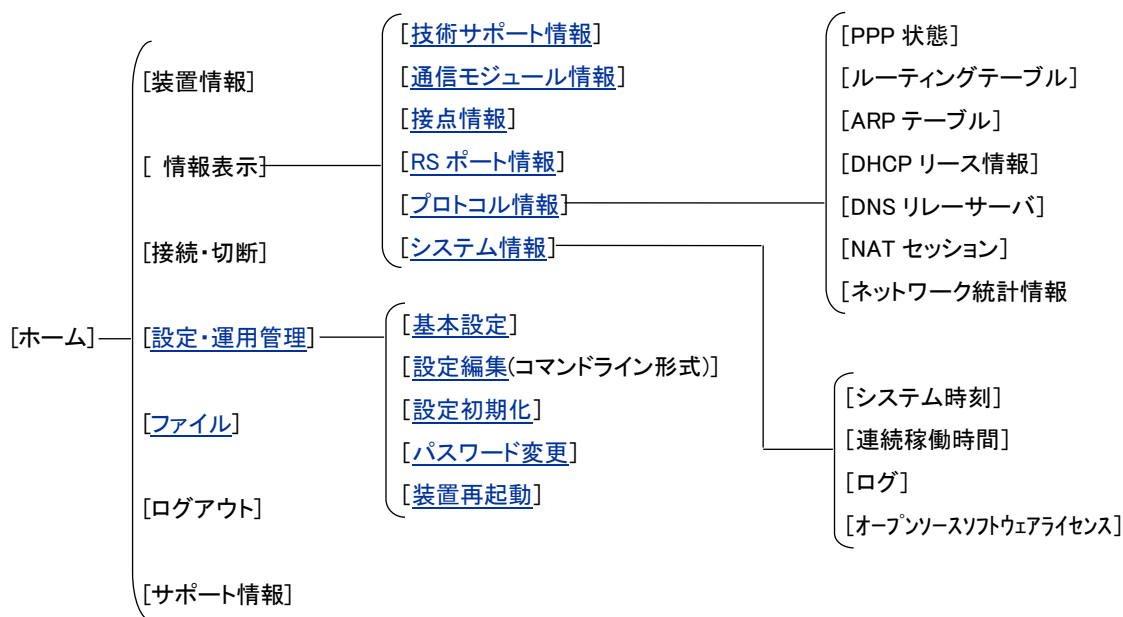 [ホーム]
[装置情報]
[ 情報表示]
[接続・切断]
[設定・運用管理]
[ファイル]
[ログアウト]
[サポート情報]
[技術サポート情報]
[通信モジュール情報]
[接点情報]
[RS ポート情報]
[プロトコル情報]
[システム情報]
[基本設定]
[設定編集(コマンドライン形式)]
[設定初期化]
[パスワード変更]
[装置再起動]
[PPP 状態]
[ルーティングテーブル]
[ARP テーブル]
[DHCP リース情報]
[DNS リレーサーバ]
[NAT セッション]
[ネットワーク統計情報
[システム時刻]
[連続稼働時間]
[ログ]
[オープンソースソフトウェアライセンス]